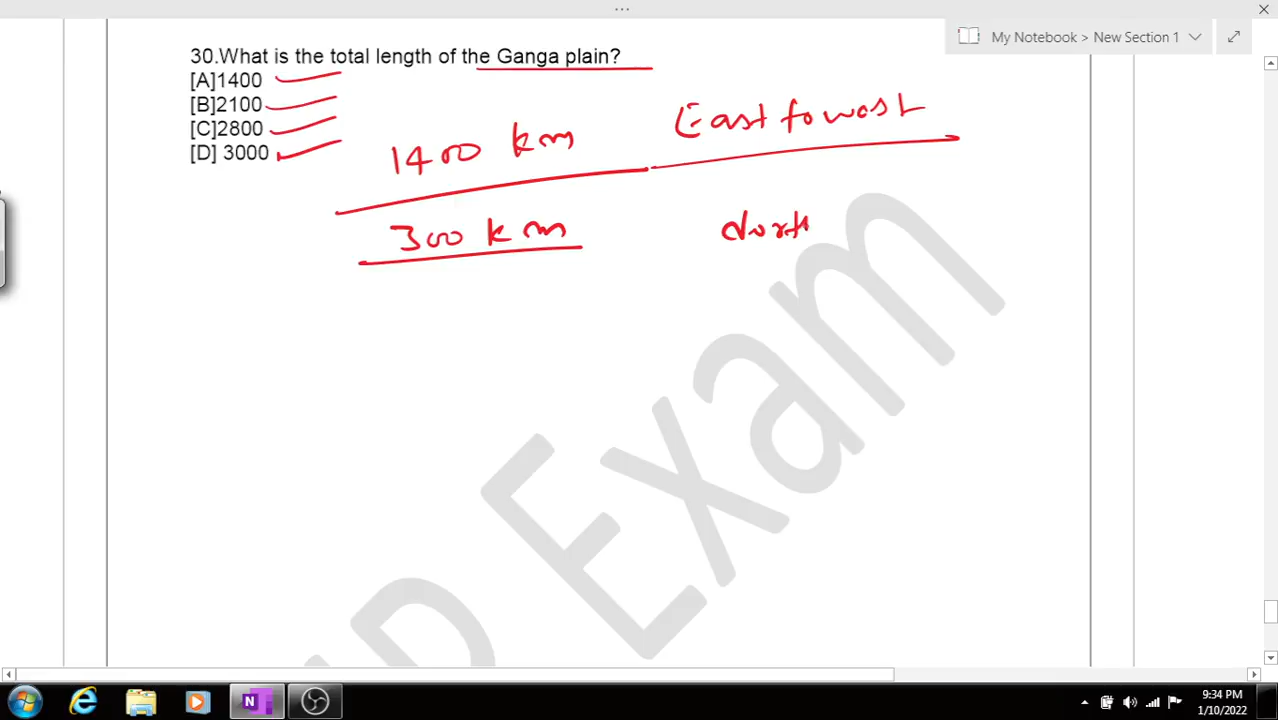 ...
My Notebook > New Section 1
30.What is the total length of the Ganga plain?
[A]1400
[B]2100
[C]2800
[D] 3000
1400 km East to west
300 km North
D Exam
N
9:34 PM
1/10/2022